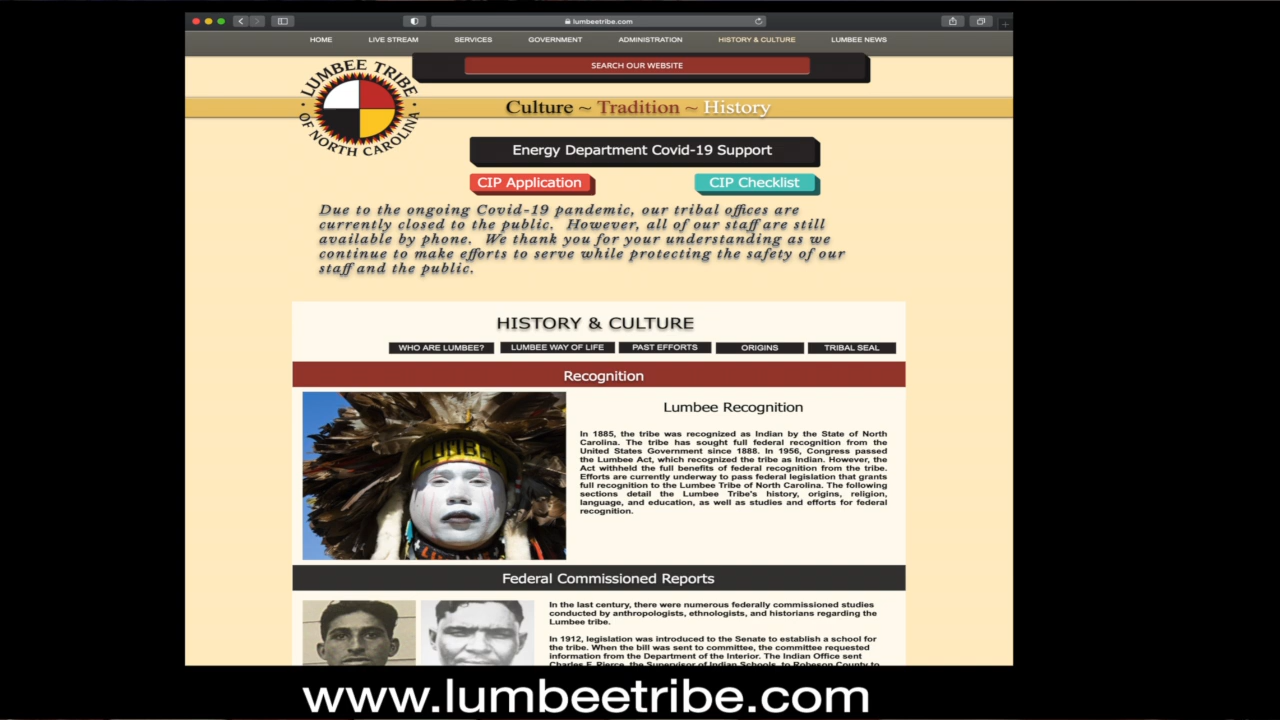 lumbeetribe.com
HOME LIVE STREAM SERVICES GOVERNMENT ADMINISTRATION HISTORY & CULTURE LUMBEE NEWS
SEARCH OUR WEBSITE
LUMBEE TRIBE
OF NORTH CAROLINA
Culture ~ Tradition ~ History
Energy Department Covid-19 Support
CIP Application CIP Checklist
Due to the ongoing Covid-19 pandemic, our tribal offices are
currently closed to the public. However, all of our staff are still
available by phone. We thank you for your understanding as we
continue to make efforts to serve while protecting the safety of our
staff and the public.
HISTORY & CULTURE
WHO ARE LUMBEE? LUMBEE WAY OF LIFE PAST EFFORTS ORIGINS TRIBAL SEAL
Recognition
LUMBEE
Lumbee Recognition
In 1885, the tribe was recognized as Indian by the State of North
Carolina. The tribe has sought full federal recognition from the
United States Government since 1888. In 1956, Congress passed
the Lumbee Act, which recognized the tribe as Indian. However, the
Act withheld the full benefits of federal recognition from the tribe.
Efforts are currently underway to pass federal legislation that grants
full recognition to the Lumbee Tribe of North Carolina. The following
sections detail the Lumbee Tribe's history, origins, religion,
language, and education, as well as studies and efforts for federal
recognition.
Federal Commissioned Reports
In the last century, there were numerous federally commissioned studies
conducted by anthropologists, ethnologists, and historians regarding the
Lumbee tribe.
In 1912, legislation was introduced to the Senate to establish a school for
the tribe. When the bill was sent to committee, the committee requested
information from the Department of the Interior. The Indian Office sent
Charles F. Pierce, the Supervisor of Indian Schools, to Robeson County to
www.lumbeetribe.com